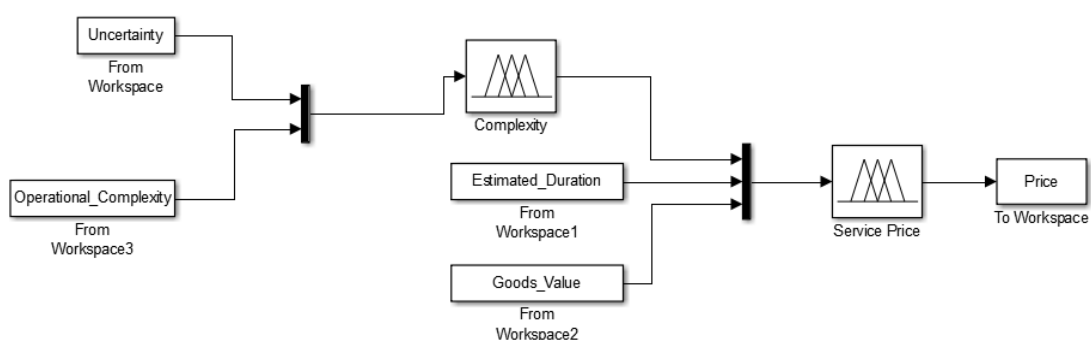 Uncertainty
From
Workspace
Operational_Complexity
From
Workspace3
Complexity
Estimated_Duration
From
Workspace1
Goods_Value
From
Workspace2
Service Price
Price
To Workspace